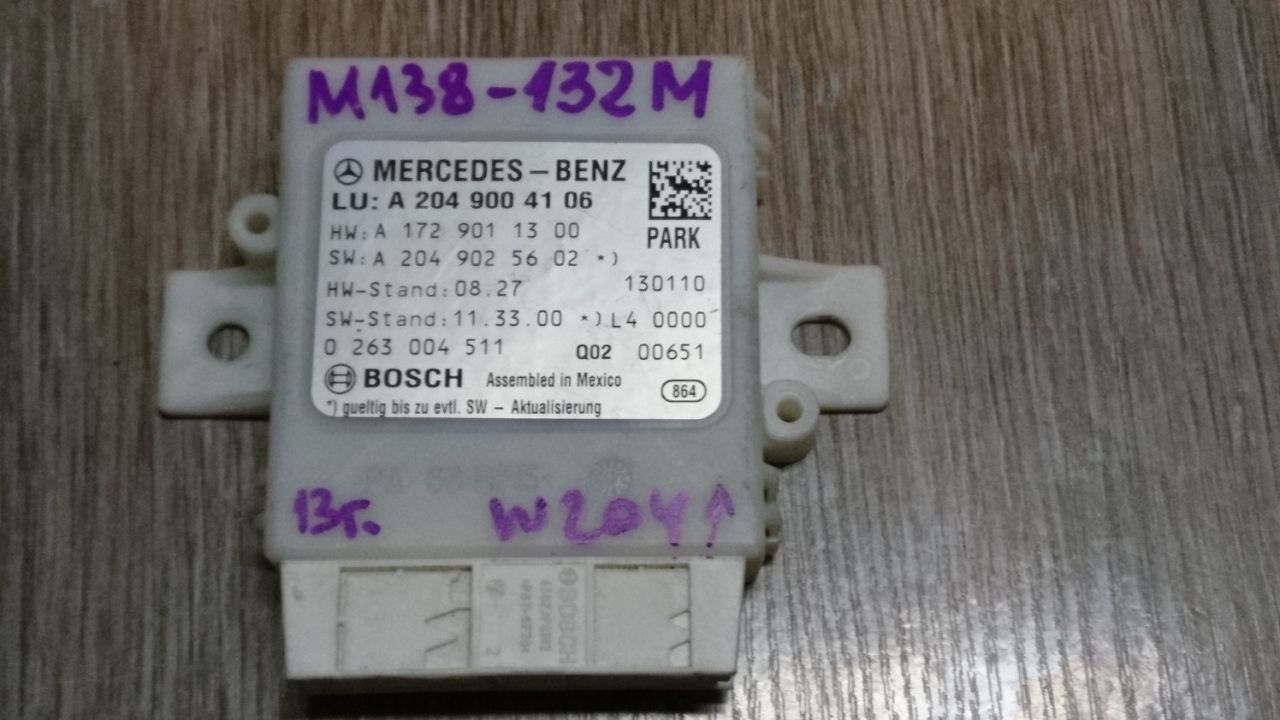 M138-132M
MERCEDES-BENZ
LU: A 204 900 41 06
HW: A 172 901 13 00
PARK
SW: A 204 902 56 02 *)
HW-Stand: 08.27 130110
SW-Stand: 11.33.00 *) L4 0000
0 263 004 511 Q02 00651
BOSCH Assembled in Mexico 864
*) gueltig bis zu evtl. SW - Aktualisierung
13г. W204↑
BOSCH
2